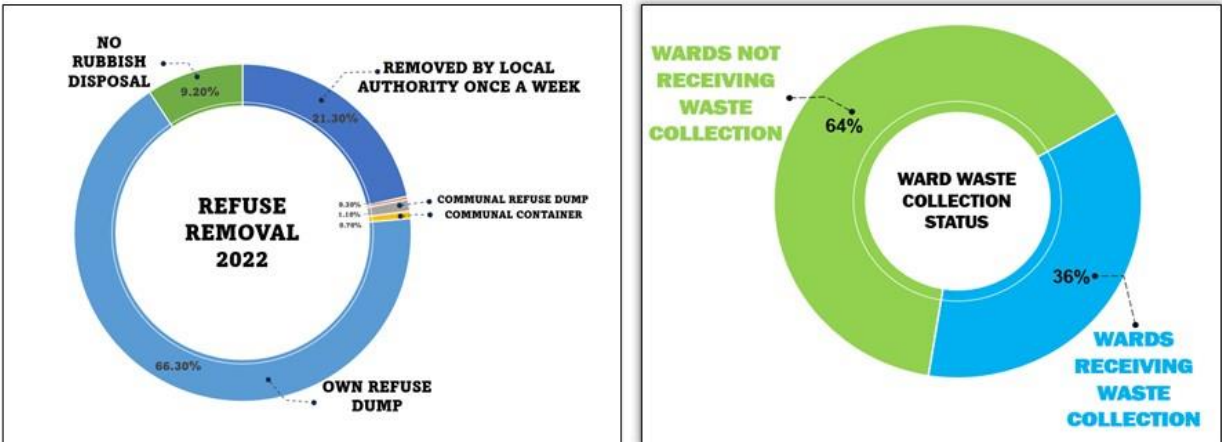 NO
RUBBISH
DISPOSAL
9.20%
REMOVED BY LOCAL
AUTHORITY ONCE A WEEK
21.30%
REFUSE
REMOVAL
2022
1.10%
COMMUNAL REFUSE DUMP
COMMUNAL CONTAINER
66.30%
OWN REFUSE
DUMP
WARDS NOT
RECEIVING
WASTE
COLLECTION
64%
WARD WASTE
COLLECTION
STATUS
36%
WARDS
RECEIVING
WASTE
COLLECTION